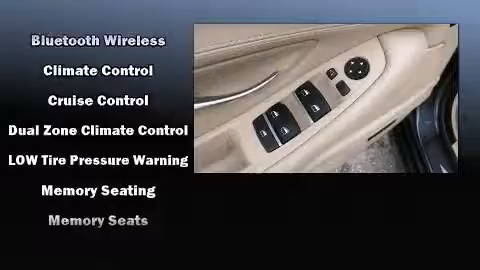 Bluetooth Wireless
Climate Control
Cruise Control
Dual Zone Climate Control
LOW Tire Pressure Warning
Memory Seating
Memory Seats